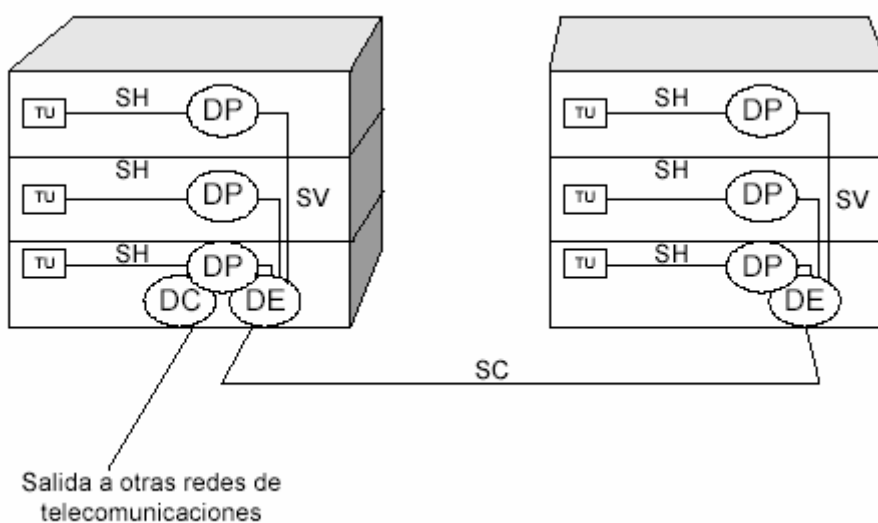 SH
TU
DP
SH
TU
DP
SV
SH
TU
DP
DC
DE
SH
TU
DP
SH
TU
DP
SV
SH
TU
DP
DE
SC
Salida a otras redes de
telecomunicaciones